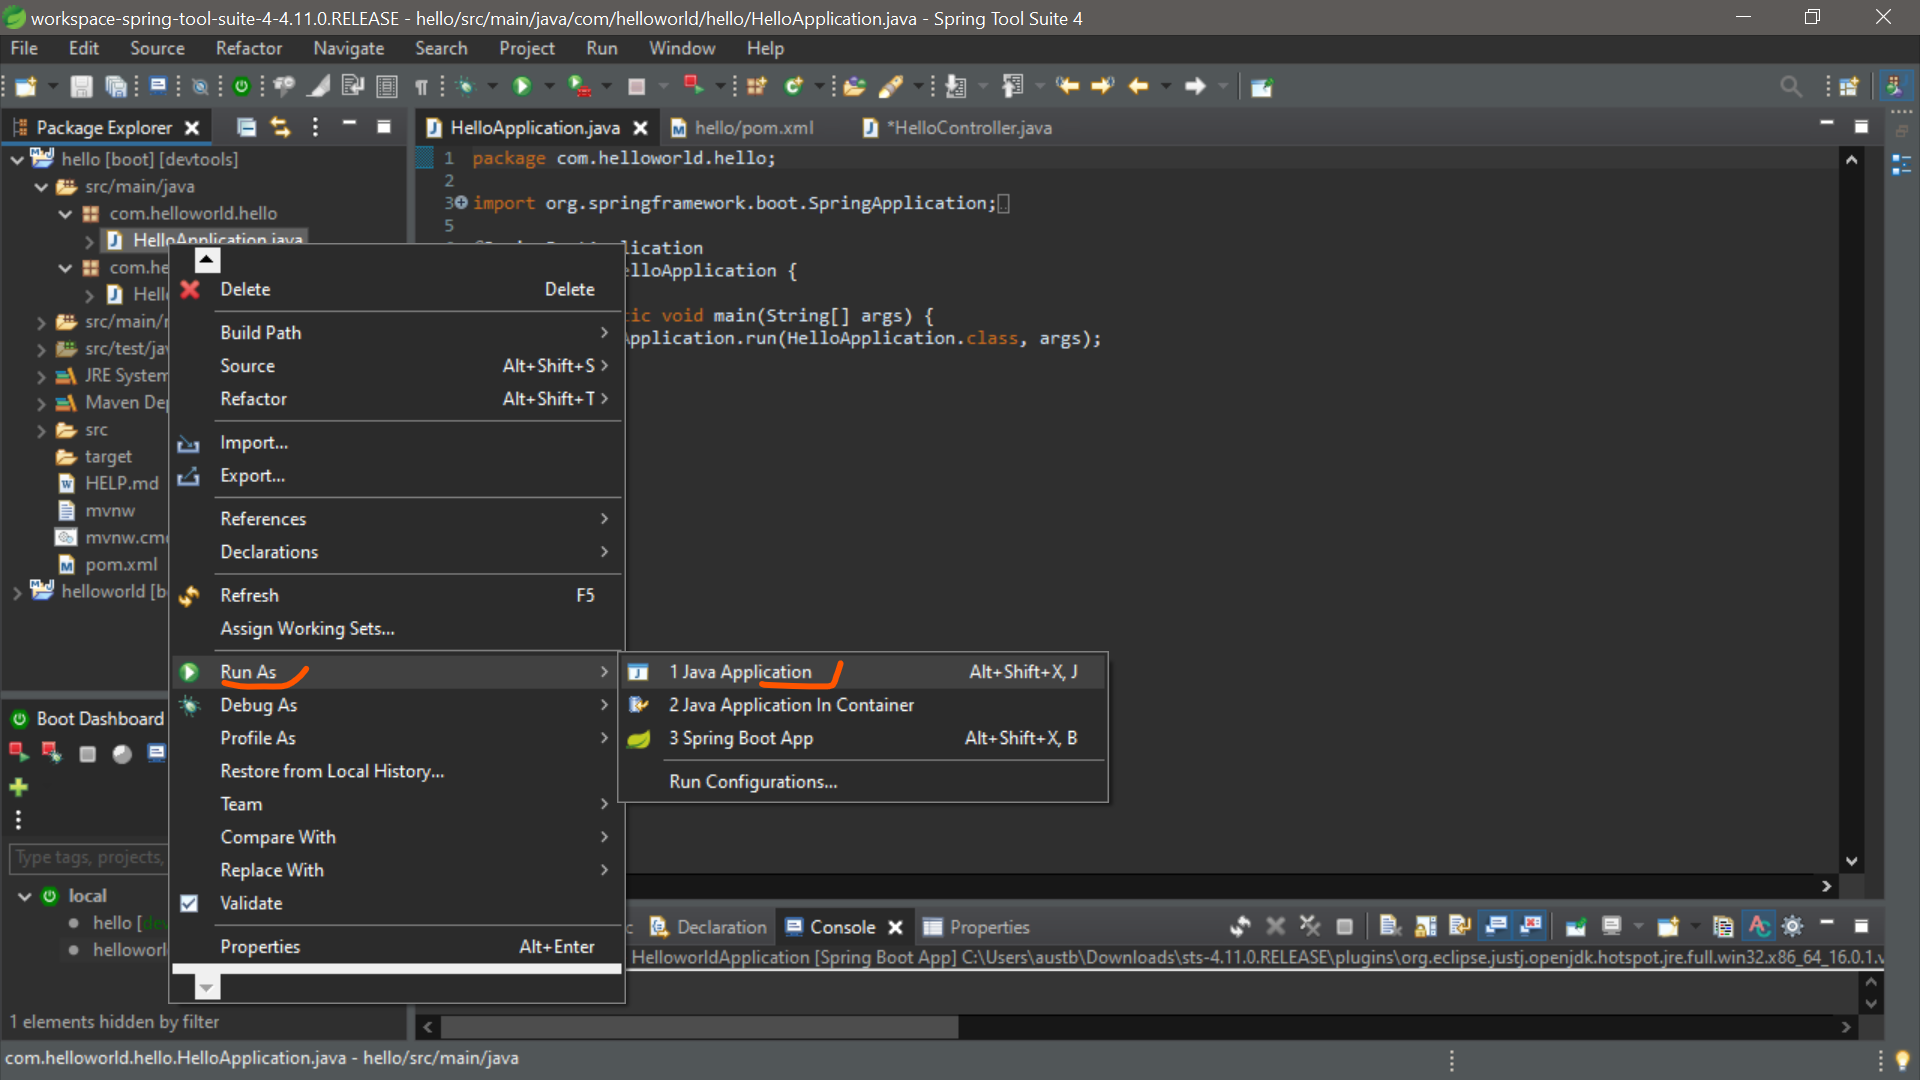 workspace-spring-tool-suite-4-4.11.0.RELEASE - hello/src/main/java/com/helloworld/hello/HelloApplication.java - Spring Tool Suite 4
File Edit Source Refactor Navigate Search Project Run Window Help
Package Explorer
HelloApplication.java hello/pom.xml *HelloController.java
hello [boot] [devtools]
src/main/java
com.helloworld.hello
HelloApplication.java
com.he
Hell
src/main/r
src/test/jav
JRE System
Maven De
src
target
HELP.md
mvnw
mvnw.cmd
pom.xml
helloworld [b
1 package com.helloworld.hello;
2
3 import org.springframework.boot.SpringApplication;
5
lication
elloApplication {
tic void main(String[] args) {
Application.run(HelloApplication.class, args);
Delete Delete
Build Path
Source Alt+Shift+S
Refactor Alt+Shift+T
Import...
Export...
References
Declarations
Refresh F5
Assign Working Sets...
Run As
Debug As
Profile As
Restore from Local History...
Team
Compare With
Replace With
Validate
Properties Alt+Enter
1 Java Application Alt+Shift+X, J
2 Java Application In Container
3 Spring Boot App Alt+Shift+X, B
Run Configurations...
Boot Dashboard
Type tags, projects,
local
hello [dev
helloworl
1 elements hidden by filter
Declaration Console Properties
HelloworldApplication [Spring Boot App] C:\Users\austb\Downloads\sts-4.11.0.RELEASE\plugins\org.eclipse.justj.openjdk.hotspot.jre.full.win32.x86_64_16.0.1.v
com.helloworld.hello.HelloApplication.java - hello/src/main/java